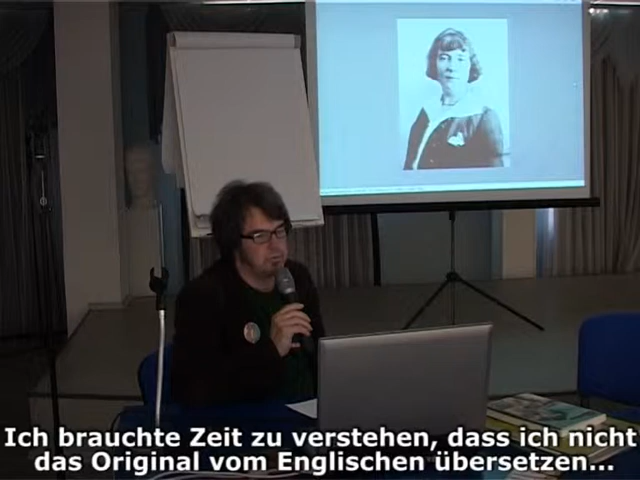 Ich brauchte Zeit zu verstehen, dass ich nicht
das Original vom Englischen übersetzen...